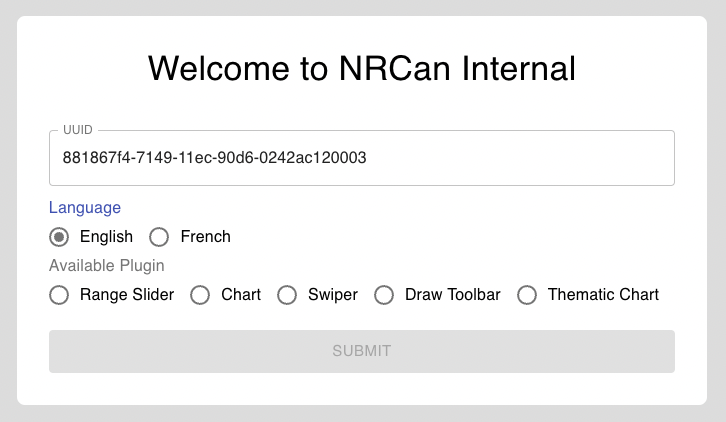 Welcome to NRCan Internal
UUID
881867f4-7149-11ec-90d6-0242ac120003
Language
English French
Available Plugin
Range Slider Chart Swiper Draw Toolbar Thematic Chart
SUBMIT